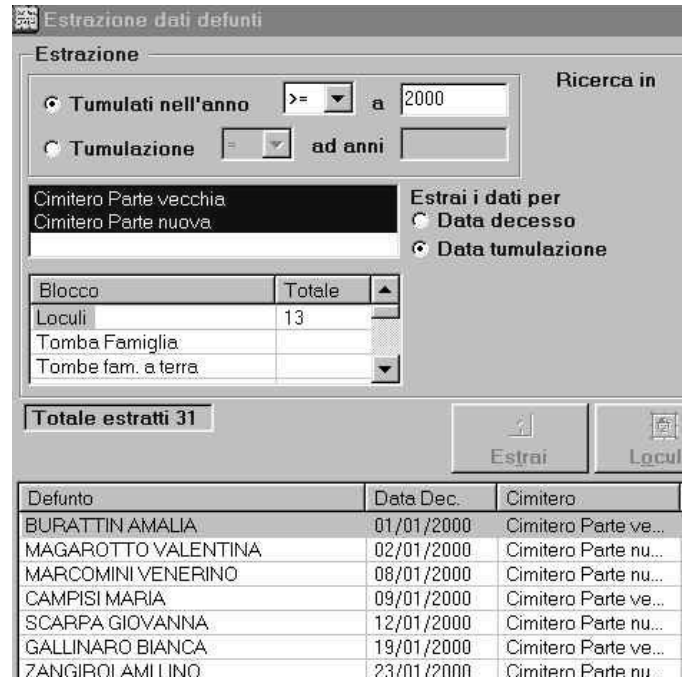 Estrazione dati defunti
Estrazione
Ricerca in
Tumulati nell'anno >= a 2000
Tumulazione = ad anni
Cimitero Parte vecchia
Cimitero Parte nuova
Estrai i dati per
Data decesso
Data tumulazione
Blocco Totale
Loculi 13
Tomba Famiglia
Tombe fam. a terra
Totale estratti 31
Estrai Locul
Defunto Data Dec. Cimitero
BURATTIN AMALIA 01/01/2000 Cimitero Parte ve...
MAGAROTTO VALENTINA 02/01/2000 Cimitero Parte nu...
MARCOMINI VENERINO 08/01/2000 Cimitero Parte nu...
CAMPISI MARIA 09/01/2000 Cimitero Parte ve...
SCARPA GIOVANNA 12/01/2000 Cimitero Parte nu...
GALLINARO BIANCA 19/01/2000 Cimitero Parte ve...
ZANGIROLAMI LINO 23/01/2000 Cimitero Parte nu...